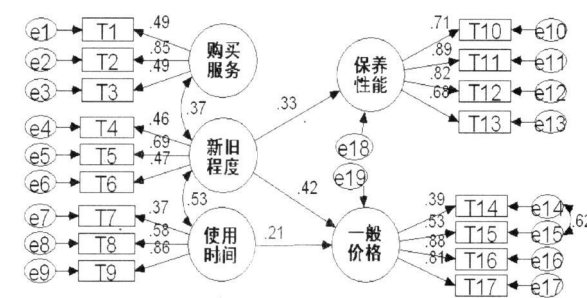 e1 T1 .49
e2 T2 .85
e3 T3 .49
购买
服务
.37
e4 T4 .46
e5 T5 .69
e6 T6 .47
新旧
程度
.53
e7 T7 .37
e8 T8 .58
e9 T9 .86
使用
时间
.33
.42
.21
保养
性能
e18
e19
一般
价格
.71 T10 e10
.89 T11 e11
.82 T12 e12
.68 T13 e13
.39 T14 e14
.53 T15 e15
.88 T16 e16
.81 T17 e17
.62